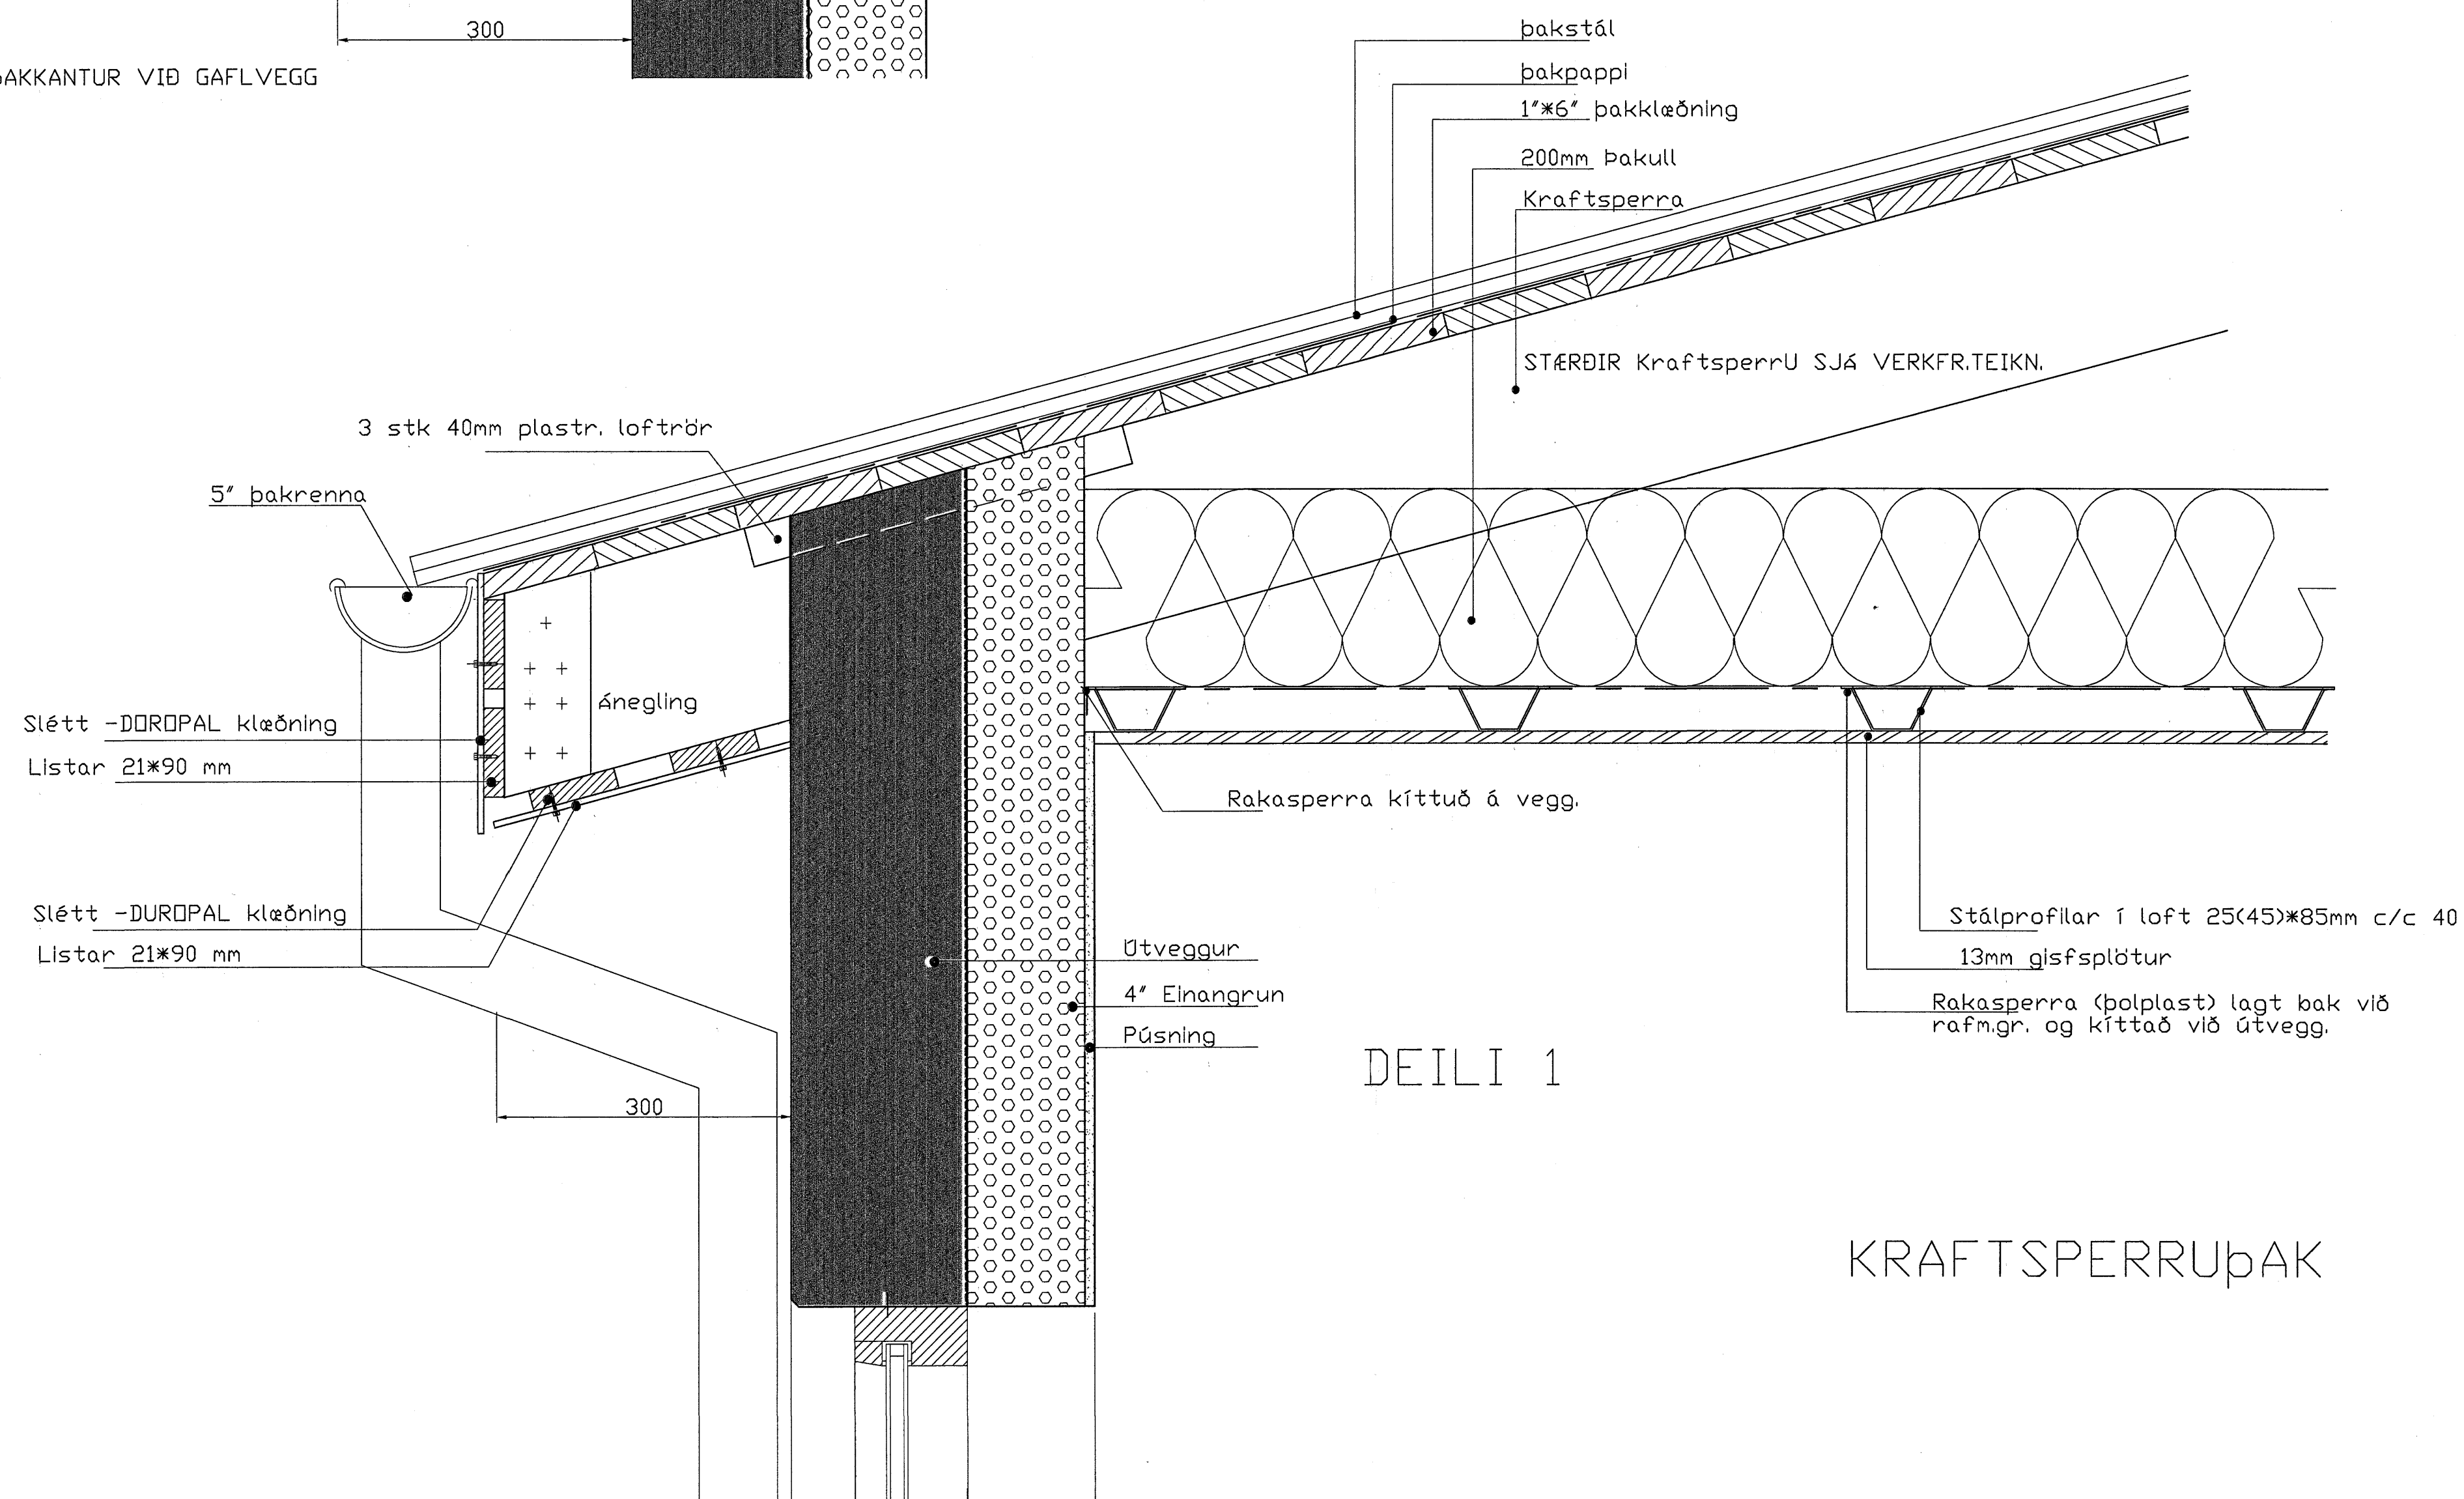 300
ÞAKKANTUR VIÐ GAFLVEGG
þakstál
þakpappi
1"*6" þakklæðning
200mm Þakull
Kraftsperra
STÆRÐIR KraftsperrU SJÁ VERKFR.TEIKN.
3 stk 40mm plastr. loftrör
5" þakrenna
Ánegling
Slétt -DUROPAL klæðning
Listar 21*90 mm
Rakasperra kíttuð á vegg.
Slétt -DUROPAL klæðning
Listar 21*90 mm
Útveggur
4" Einangrun
Púsning
Stálprofilar í loft 25(45)*85mm c/c 40
13mm gisfsplötur
Rakasperra (þolplast) lagt bak við
rafm.gr. og kíttað við útvegg.
DEILI 1
300
KRAFTSPERRUÞAK